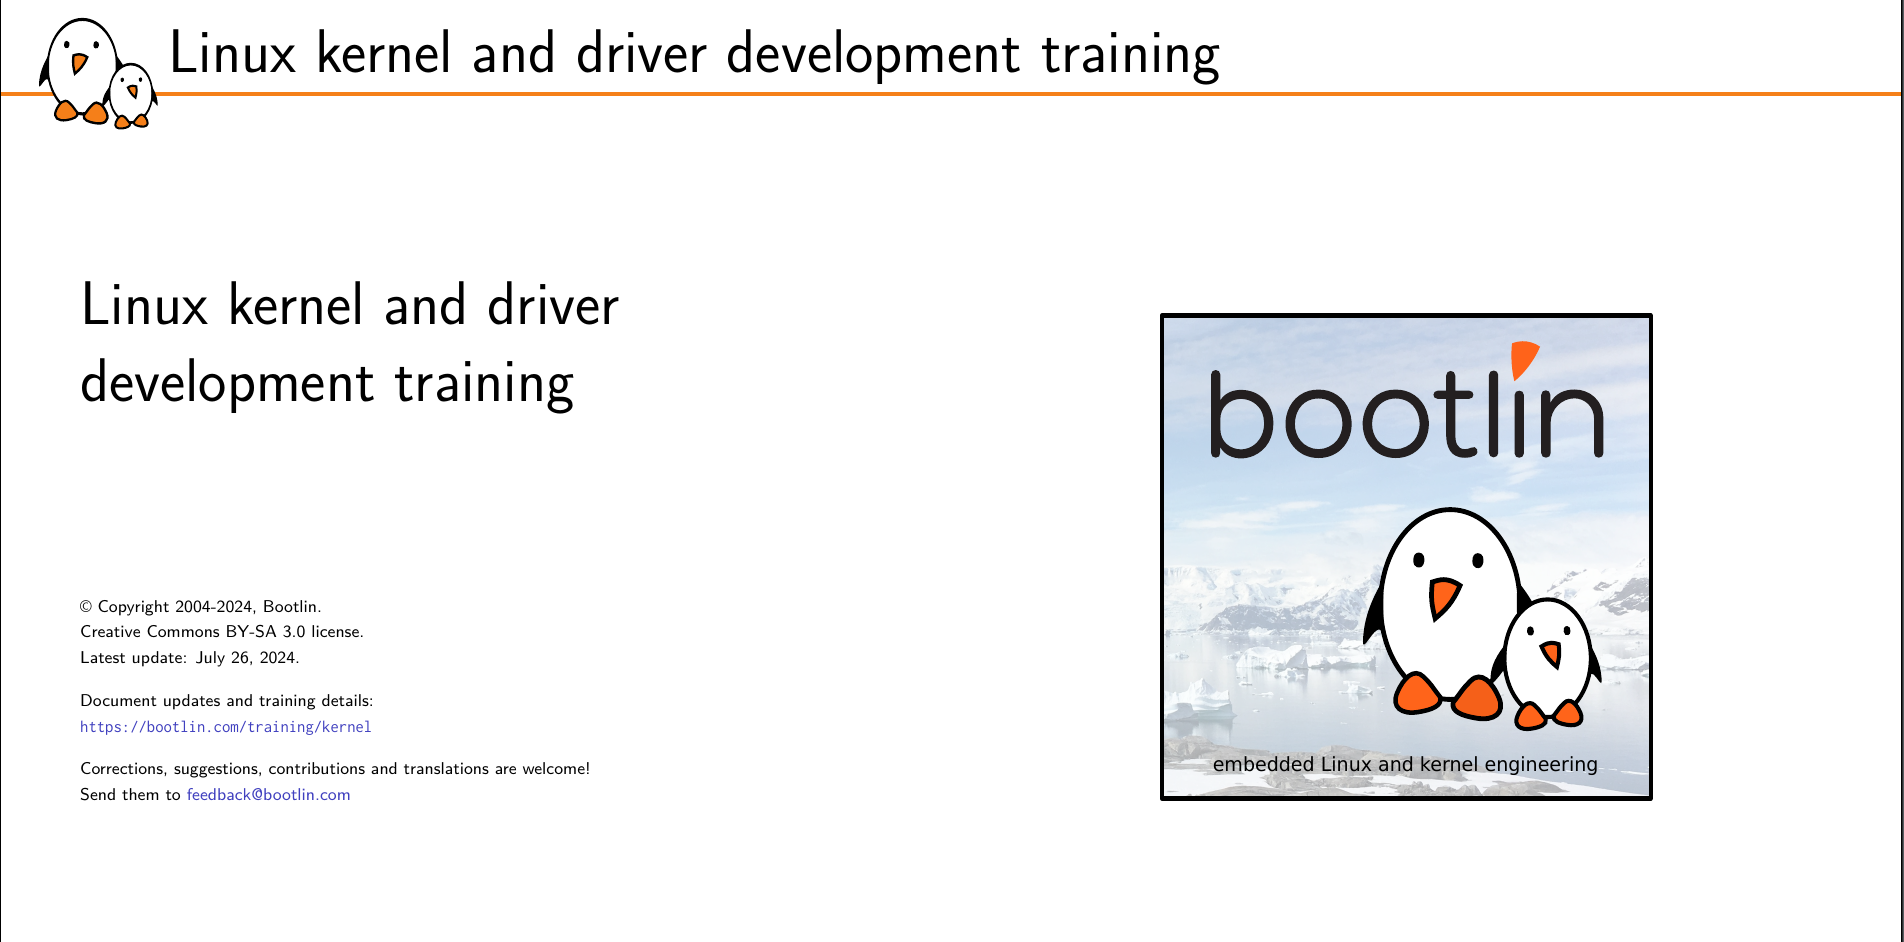 Linux kernel and driver development training
Linux kernel and driver
development training
© Copyright 2004-2024, Bootlin.
Creative Commons BY-SA 3.0 license.
Latest update: July 26, 2024.
Document updates and training details:
https://bootlin.com/training/kernel
Corrections, suggestions, contributions and translations are welcome!
Send them to feedback@bootlin.com
bootlin
embedded Linux and kernel engineering